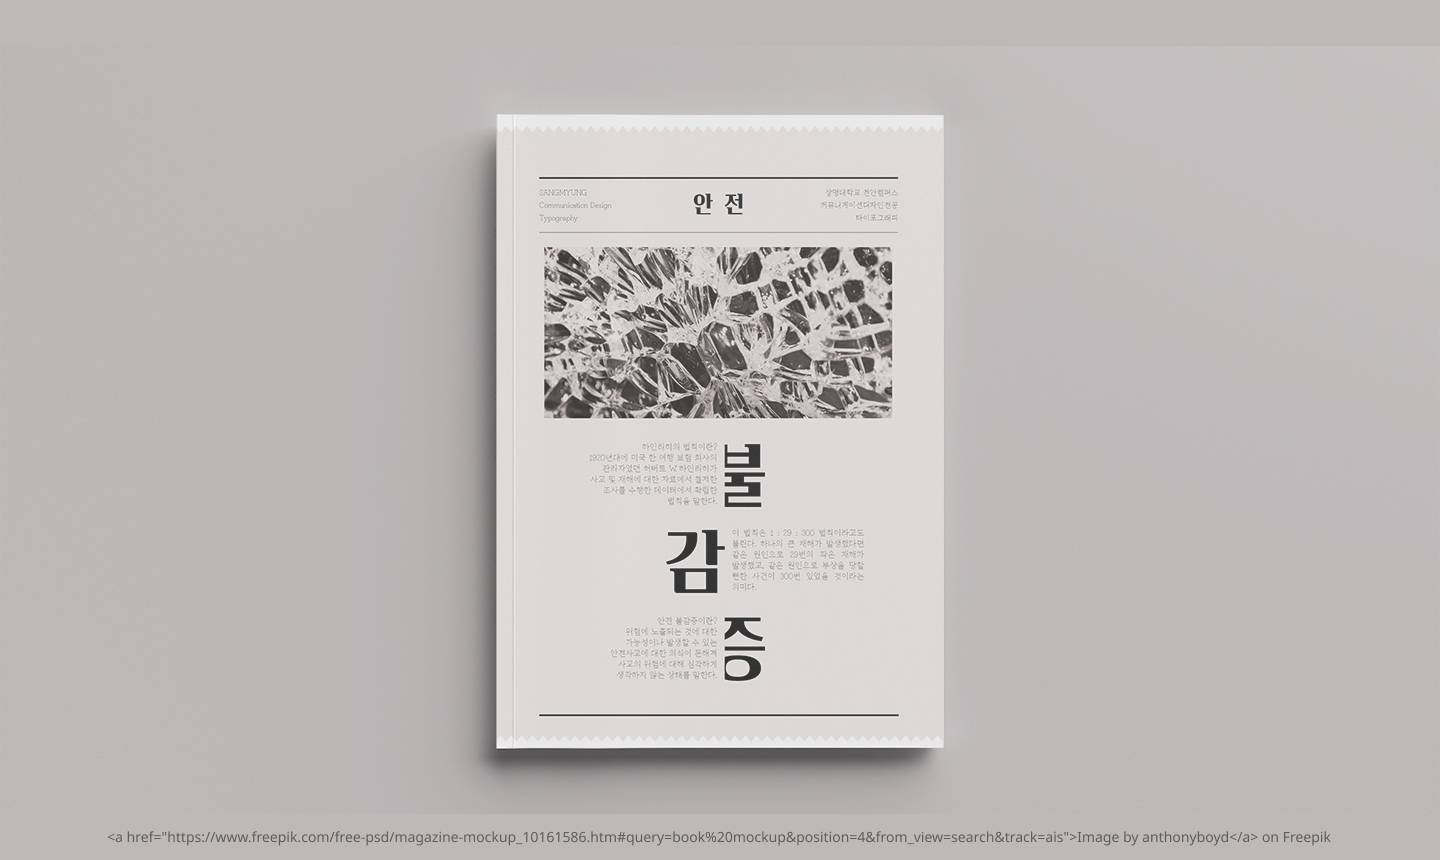 SANGMYUNG
Communication Design
Typography
안전
상명대학교 천안캠퍼스
커뮤니케이션디자인전공
타이포그래피
하인리히의 법칙이란?
1920년대에 미국 한 여행 보험 회사의
관리자였던 허버트 W. 하인리히가
사고 및 재해에 대한 자료에서 철저한
조사를 수행한 데이터에서 확립한
법칙을 말한다.
불
감
이 법칙은 1 : 29 : 300 법칙이라고도
불린다. 하나의 큰 재해가 발생했다면
같은 원인으로 29번의 작은 재해가
발생했고, 같은 원인으로 부상을 당할
뻔한 사건이 300번 있었을 것이라는
의미다.
안전 불감증이란?
위험에 노출되는 것에 대한
가능성이나 발생할 수 있는
안전사고에 대한 의식이 둔해져
사고의 위험에 대해 심각하게
생각하지 않는 상태를 말한다.
증
&lt;a href="https://www.freepik.com/free-psd/magazine-mockup_10161586.htm#query=book%20mockup&position=4&from_view=search&track=ais"&gt;Image by anthonyboyd&lt;/a&gt; on Freepik